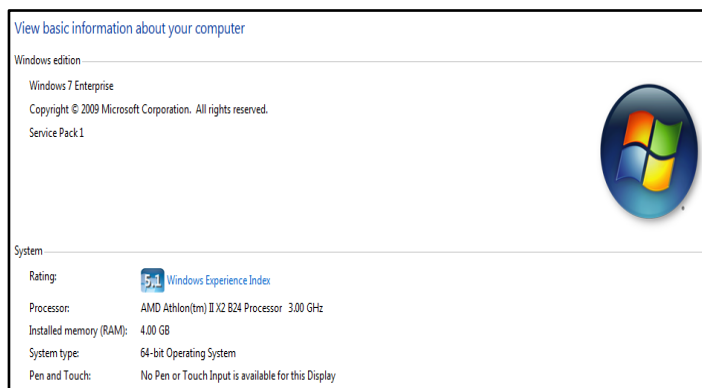 View basic information about your computer
Windows edition
Windows 7 Enterprise
Copyright © 2009 Microsoft Corporation. All rights reserved.
Service Pack 1
System
Rating: 5.1 Windows Experience Index
Processor: AMD Athlon(tm) II X2 B24 Processor 3.00 GHz
Installed memory (RAM): 4.00 GB
System type: 64-bit Operating System
Pen and Touch: No Pen or Touch Input is available for this Display